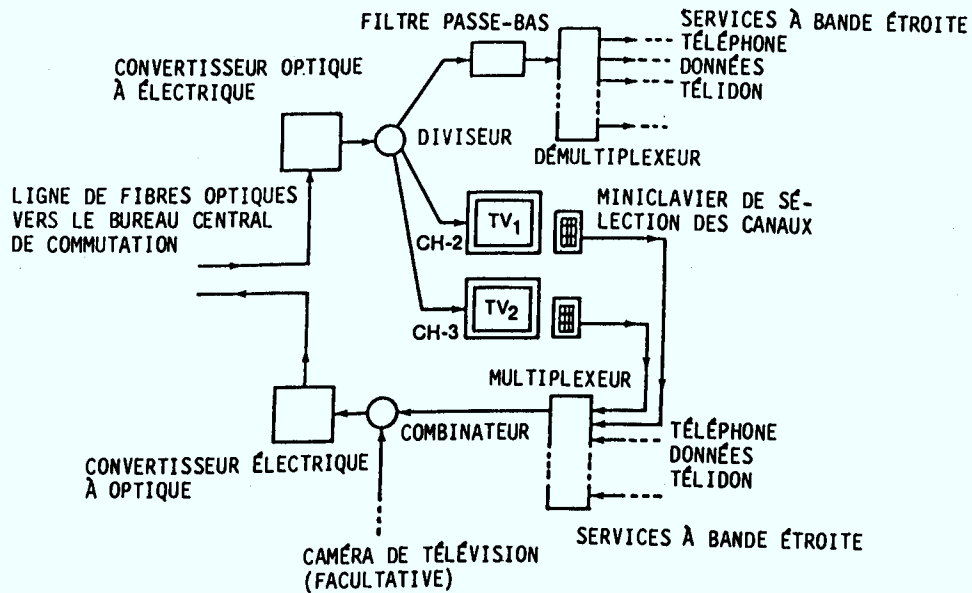 FILTRE PASSE-BAS
SERVICES À BANDE ÉTROITE
TÉLÉPHONE
DONNÉES
TÉLIDON
CONVERTISSEUR OPTIQUE
À ÉLECTRIQUE
DIVISEUR
DÉMULTIPLEXEUR
LIGNE DE FIBRES OPTIQUES
VERS LE BUREAU CENTRAL
DE COMMUTATION
MINICLAVIER DE SÉ-
LECTION DES CANAUX
TV1
CH-2
TV2
CH-3
MULTIPLEXEUR
COMBINATEUR
TÉLÉPHONE
DONNÉES
TÉLIDON
CONVERTISSEUR ÉLECTRIQUE
À OPTIQUE
SERVICES À BANDE ÉTROITE
CAMÉRA DE TÉLÉVISION
(FACULTATIVE)